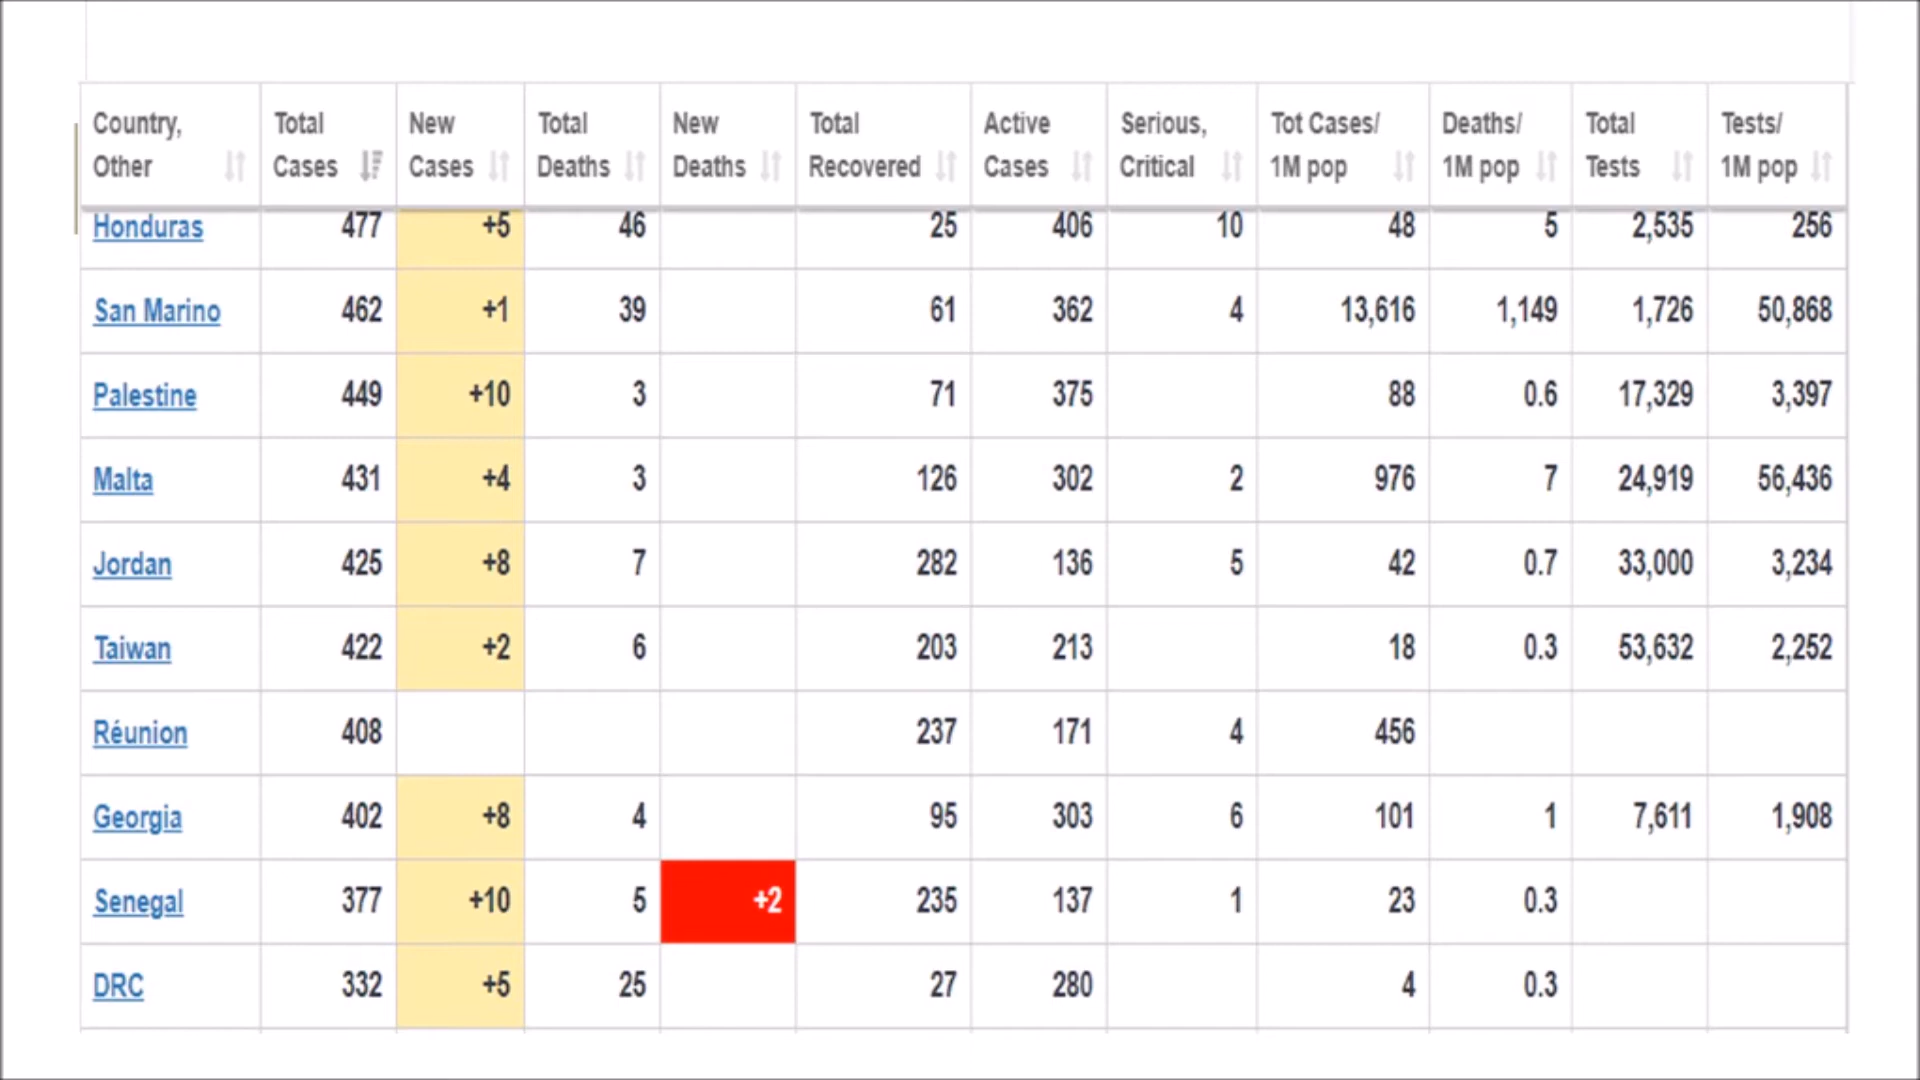 Country, Total New Total New Total Active Serious, Tot Cases/ Deaths/ Total Tests/
Other Cases Cases Deaths Deaths Recovered Cases Critical 1M pop 1M pop Tests 1M pop
Honduras 477 +5 46 25 406 10 48 5 2,535 256
San Marino 462 +1 39 61 362 4 13,616 1,149 1,726 50,868
Palestine 449 +10 3 71 375 88 0.6 17,329 3,397
Malta 431 +4 3 126 302 2 976 7 24,919 56,436
Jordan 425 +8 7 282 136 5 42 0.7 33,000 3,234
Taiwan 422 +2 6 203 213 18 0.3 53,632 2,252
Réunion 408 237 171 4 456
Georgia 402 +8 4 95 303 6 101 1 7,611 1,908
Senegal 377 +10 5 +2 235 137 1 23 0.3
DRC 332 +5 25 27 280 4 0.3